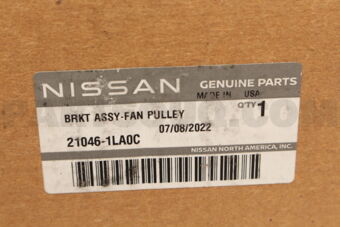 NISSAN GENUINE PARTS
MADE IN USA
BRKT ASSY-FAN PULLEY Q'TY 1
07/08/2022
21046-1LA0C
NISSAN NORTH AMERICA, INC.